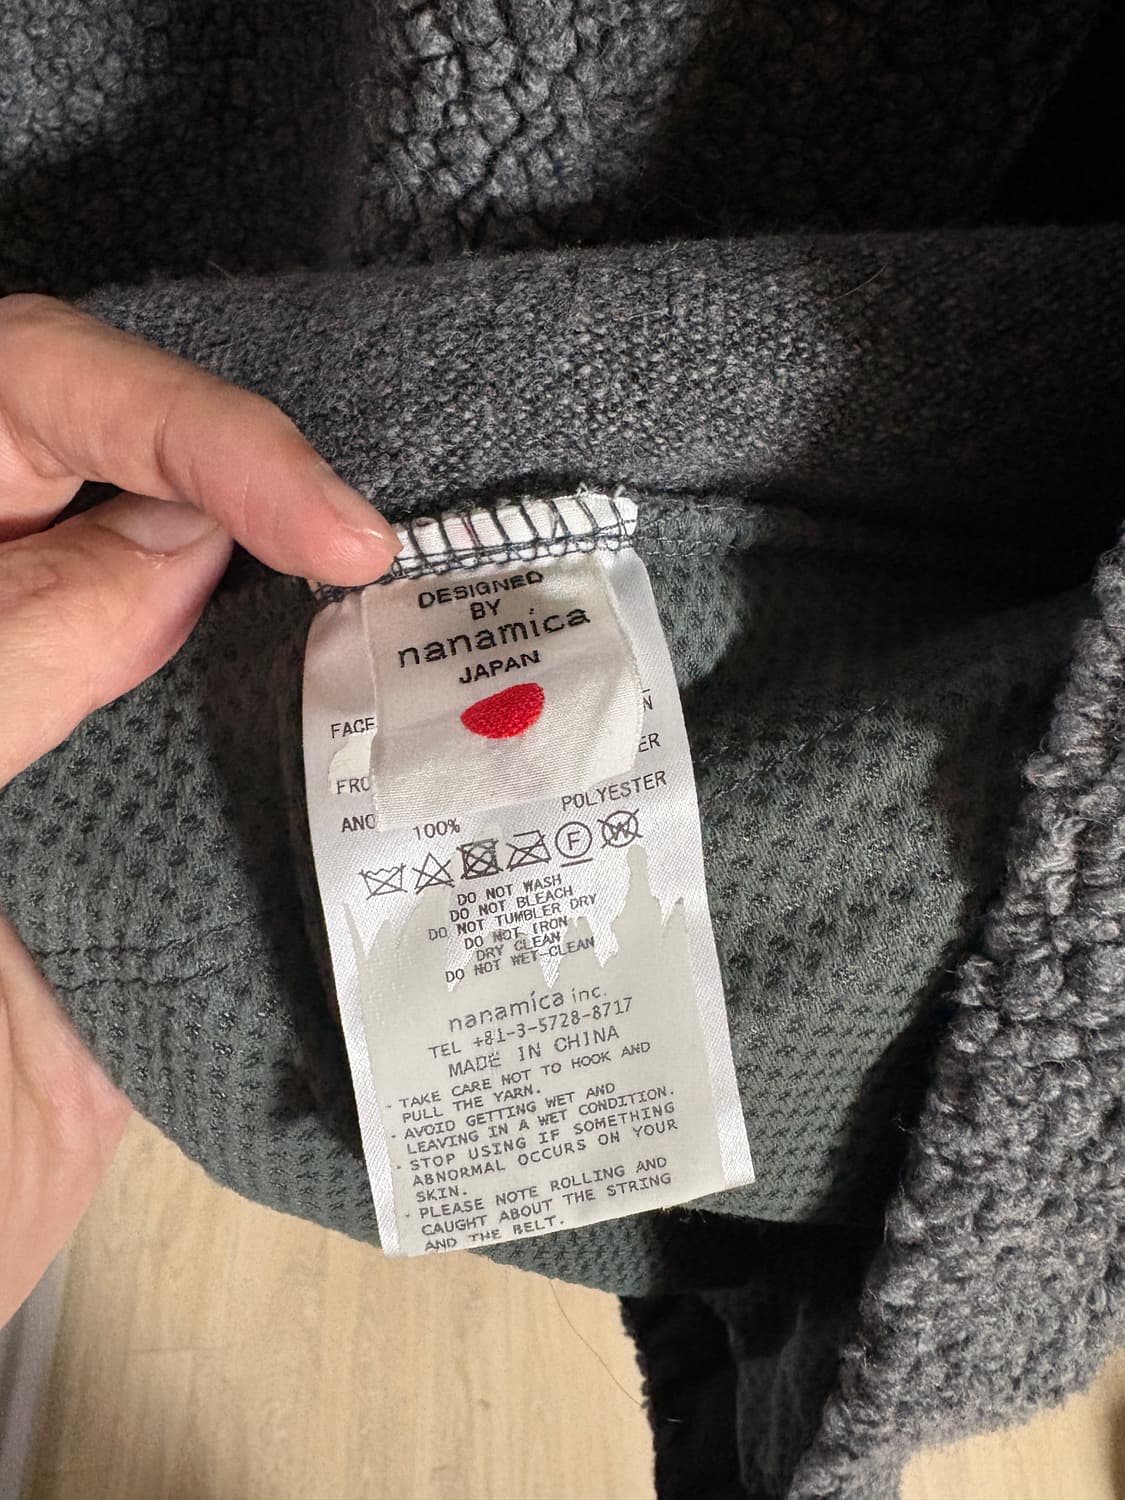 DESIGNED
BY
nanamica
JAPAN
FACE
N
FRO
ER
ANO
100%
POLYESTER
F
W
DO NOT WASH
DO NOT BLEACH
DO NOT TUMBLER DRY
DO NOT IRON
DRY CLEAN
DO NOT WET-CLEAN
nanamica inc.
TEL +81-3-5728-8717
MADE IN CHINA
- TAKE CARE NOT TO HOOK AND
PULL THE YARN.
- AVOID GETTING WET AND
LEAVING IN A WET CONDITION.
- STOP USING IF SOMETHING
ABNORMAL OCCURS ON YOUR
SKIN.
- PLEASE NOTE ROLLING AND
CAUGHT ABOUT THE STRING
AND THE BELT.